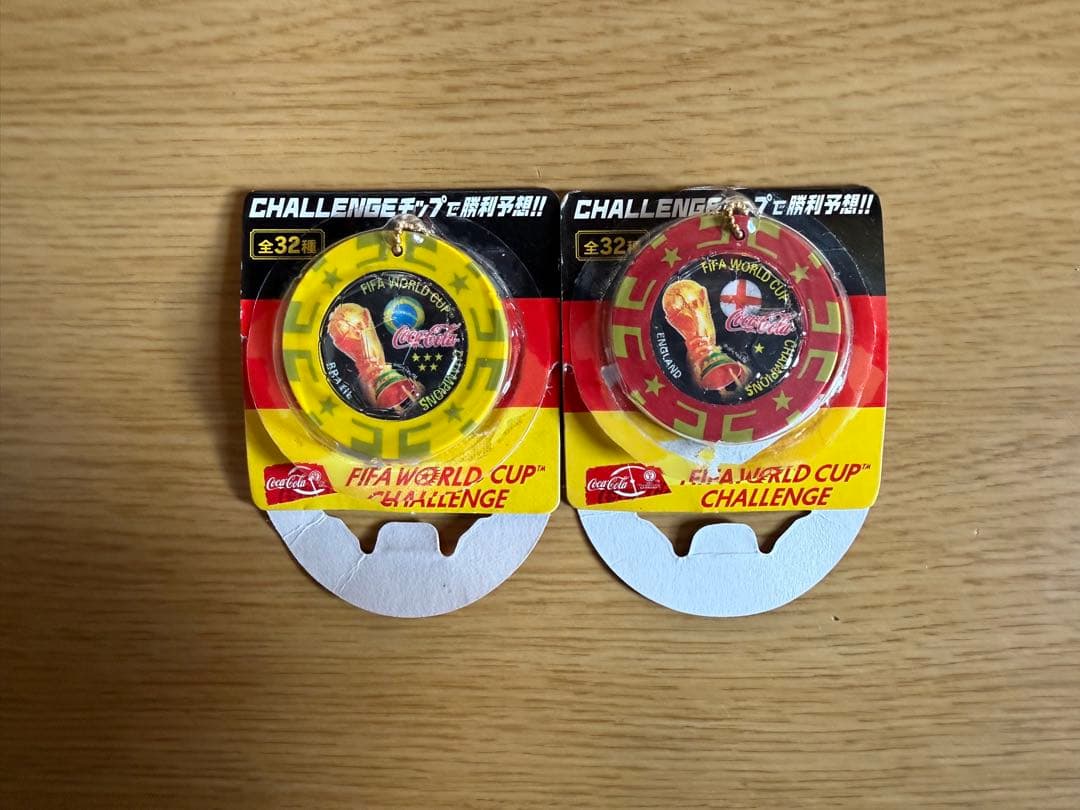 CHALLENGEチップで勝利予想!!
全32種
FIFA WORLD CUP
Coca-Cola
CHAMPIONS
BRAZIL
Coca-Cola
FIFA WORLD CUP™
CHALLENGE
CHALLENGEチップで勝利予想!!
全32種
FIFA WORLD CUP
Coca-Cola
CHAMPIONS
ENGLAND
Coca-Cola
FIFA WORLD CUP™
CHALLENGE